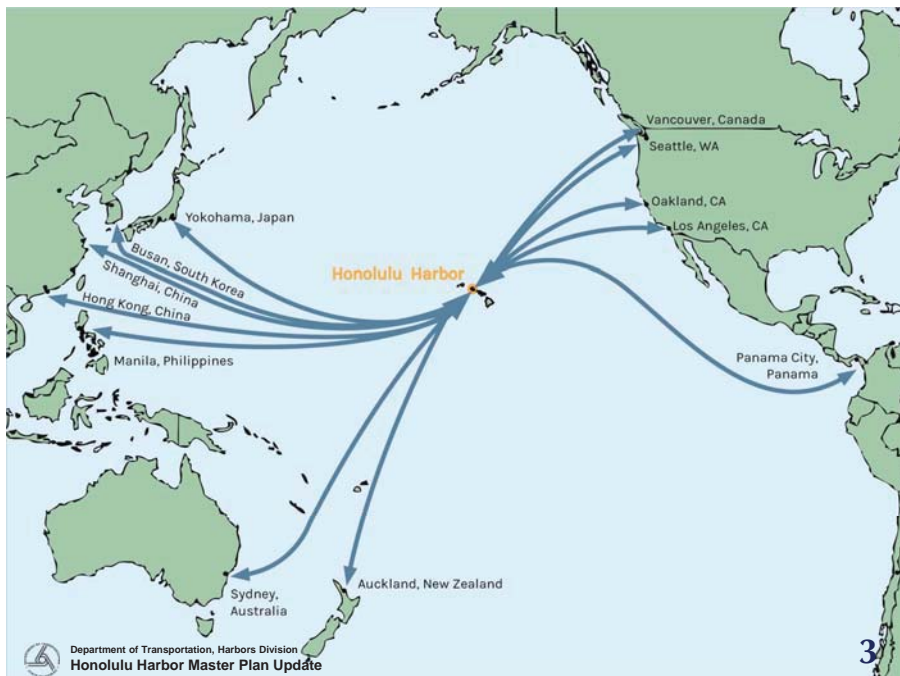 Vancouver, Canada
Seattle, WA
Oakland, CA
Los Angeles, CA
Yokohama, Japan
Busan, South Korea
Shanghai, China
Hong Kong, China
Manila, Philippines
Honolulu Harbor
Panama City,
Panama
Sydney,
Australia
Auckland, New Zealand
Department of Transportation, Harbors Division
Honolulu Harbor Master Plan Update
3